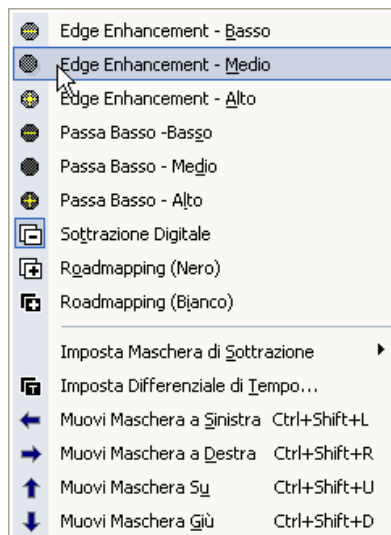 Edge Enhancement - Basso
Edge Enhancement - Medio
Edge Enhancement - Alto
Passa Basso -Basso
Passa Basso - Medio
Passa Basso - Alto
Sottrazione Digitale
Roadmapping (Nero)
Roadmapping (Bianco)
Imposta Maschera di Sottrazione
Imposta Differenziale di Tempo...
Muovi Maschera a Sinistra Ctrl+Shift+L
Muovi Maschera a Destra Ctrl+Shift+R
Muovi Maschera Su Ctrl+Shift+U
Muovi Maschera Giù Ctrl+Shift+D